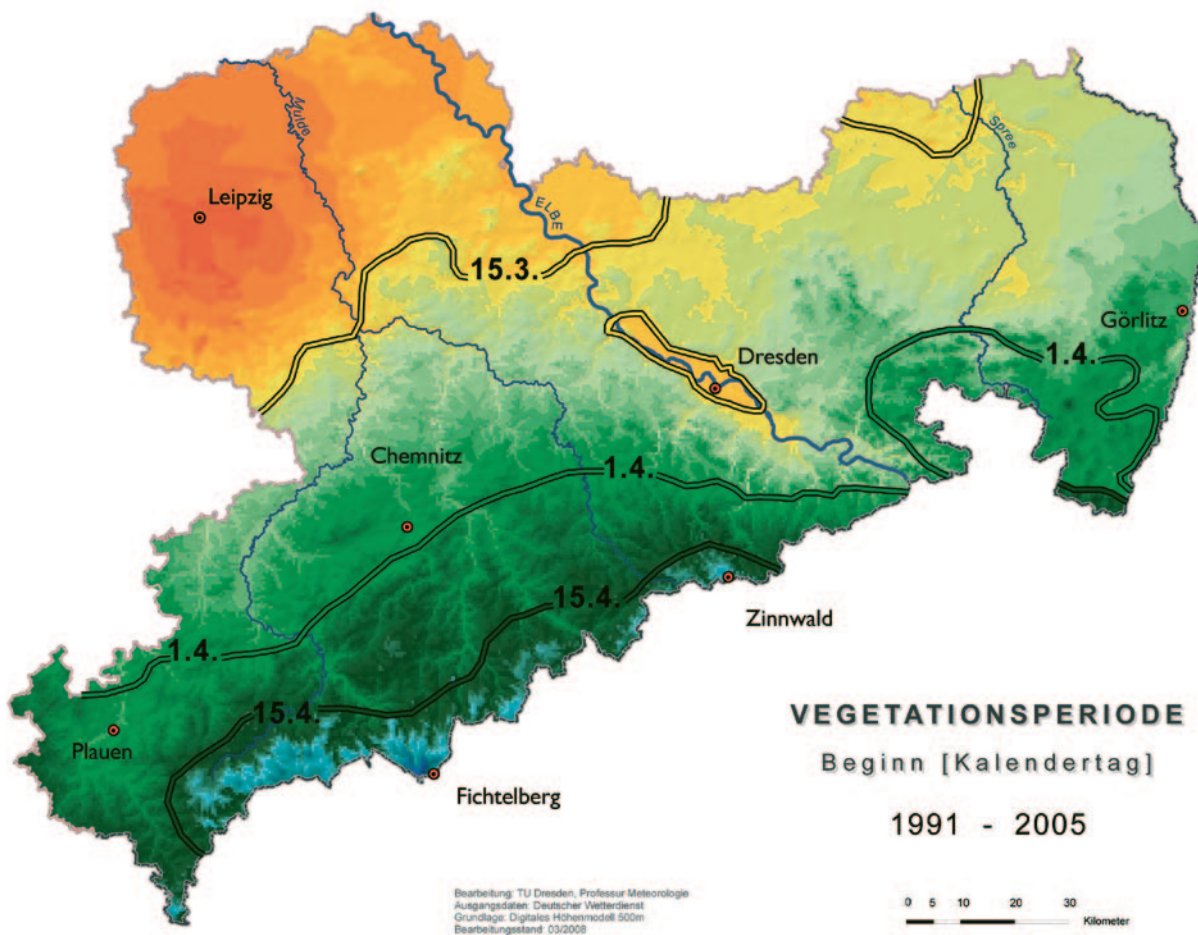 Mulde
Spree
Leipzig
ELBE
15.3.
Görlitz
Dresden
1.4.
Chemnitz
1.4.
15.4.
Zinnwald
1.4.
15.4.
Plauen
Fichtelberg
VEGETATIONSPERIODE
Beginn [Kalendertag]
1991 - 2005
Bearbeitung: TU Dresden, Professur Meteorologie
Ausgangsdaten: Deutscher Wetterdienst
Grundlage: Digitales Höhenmodell 500m
Bearbeitungsstand: 03/2008
0 5 10 20 30
Kilometer